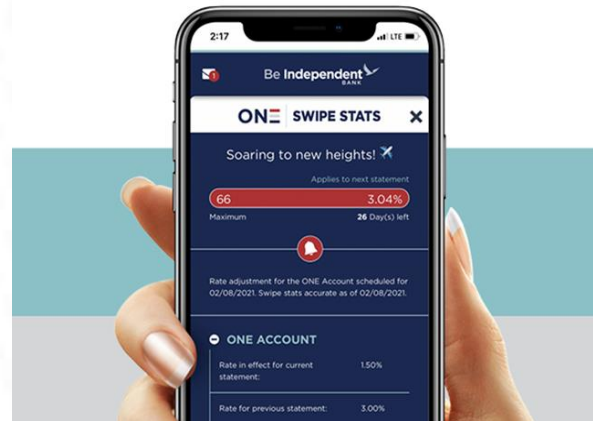 2:17 LTE
1
Be Independent
BANK
ONE SWIPE STATS X
Soaring to new heights!
Applies to next statement
66 3.04%
Maximum 26 Day(s) left
Rate adjustment for the ONE Account scheduled for
02/08/2021. Swipe stats accurate as of 02/08/2021.
ONE ACCOUNT
Rate in effect for current 1.50%
statement:
Rate for previous statement: 3.00%